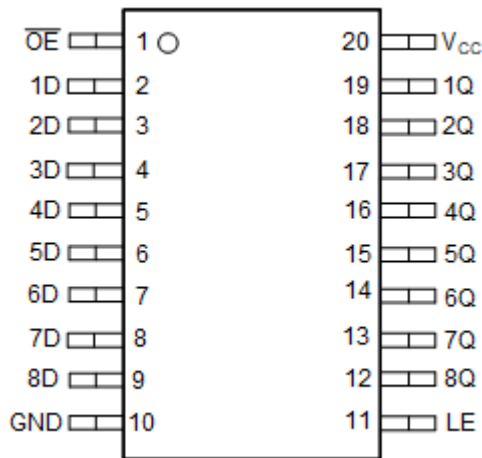 O̅E̅ 1 20 VCC
1D 2 19 1Q
2D 3 18 2Q
3D 4 17 3Q
4D 5 16 4Q
5D 6 15 5Q
6D 7 14 6Q
7D 8 13 7Q
8D 9 12 8Q
GND 10 11 LE